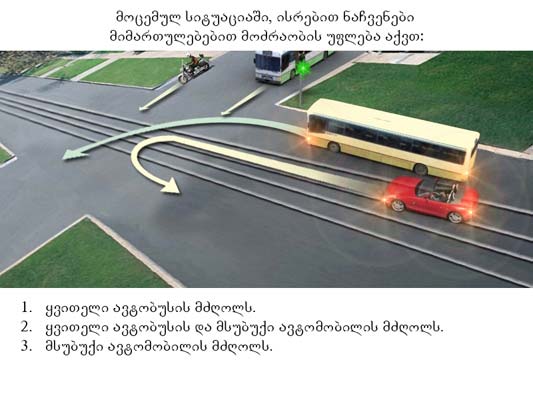 მოცემულ სიტუაციაში, ისრებით ნაჩვენები
მიმართულებებით მოძრაობის უფლება აქვთ:
1. ყვითელი ავტობუსის მძღოლს.
2. ყვითელი ავტობუსის და მსუბუქი ავტომობილის მძღოლს.
3. მსუბუქი ავტომობილის მძღოლს.